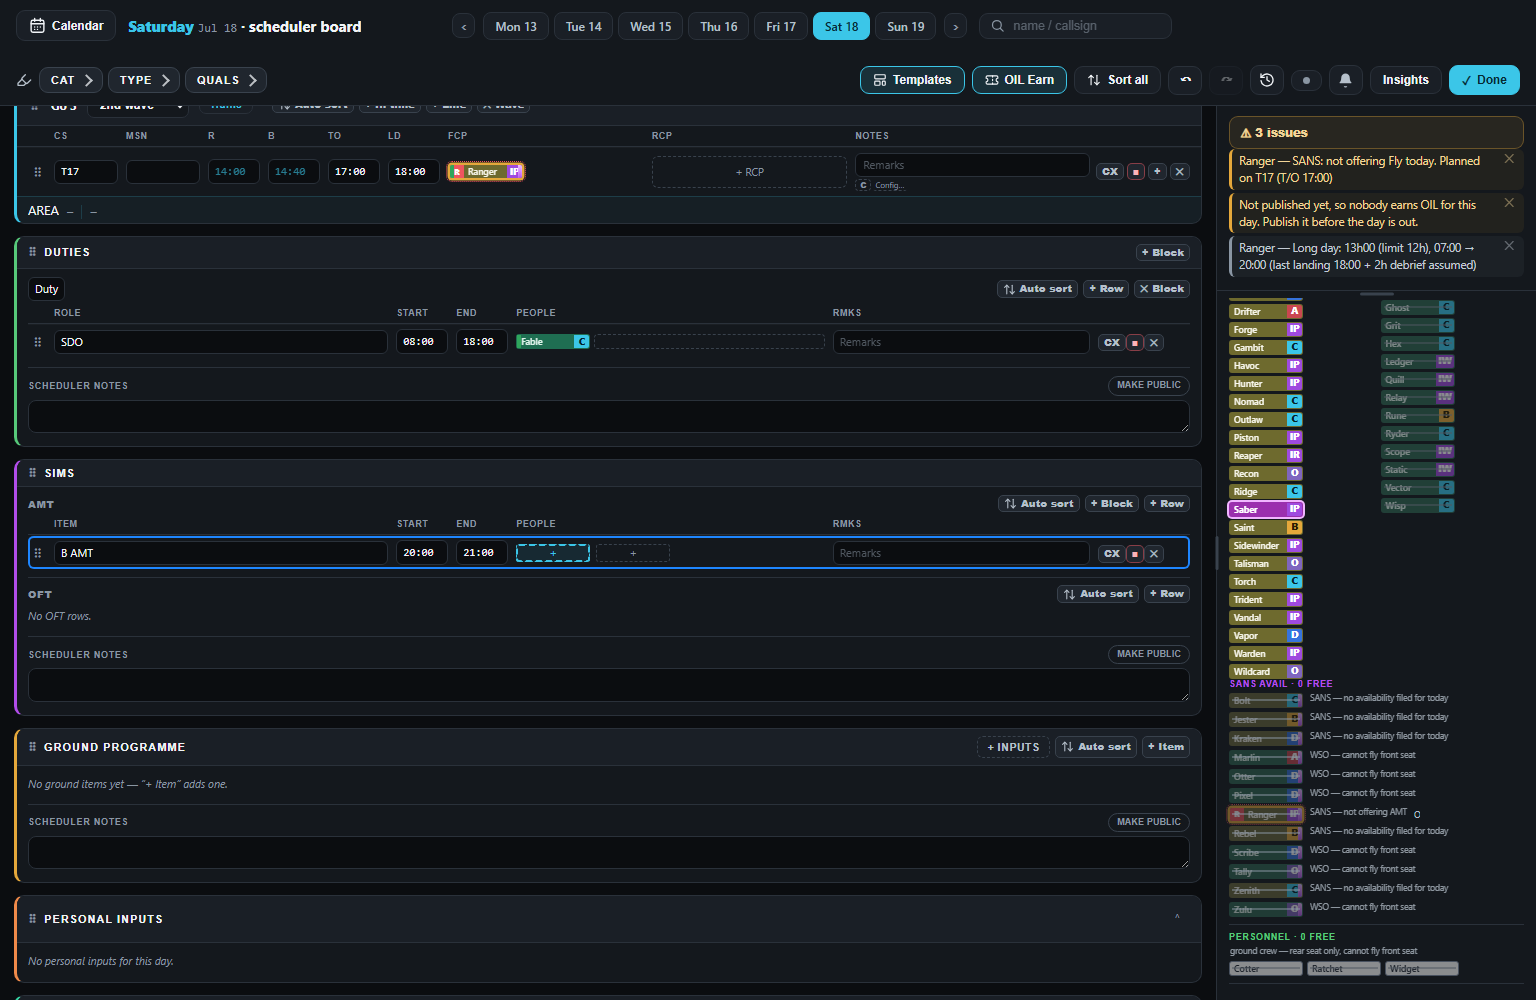 Calendar
Saturday Jul 18 · scheduler board
‹ Mon 13 Tue 14 Wed 15 Thu 16 Fri 17 Sat 18 Sun 19 ›
name / callsign
CAT TYPE QUALS
Templates OIL Earn Sort all Insights ✓ Done
CS MSN R B TO LD FCP RCP NOTES
T17 14:00 14:40 17:00 18:00 R Ranger IP + RCP Remarks CX ■ + ✕
C Config...
AREA – –
DUTIES + Block
Duty Auto sort + Row ✕ Block
ROLE START END PEOPLE RMKS
SDO 08:00 18:00 Fable C Remarks CX ■ ✕
SCHEDULER NOTES MAKE PUBLIC
SIMS
AMT Auto sort + Block + Row
ITEM START END PEOPLE RMKS
B AMT 20:00 21:00 + + Remarks CX ■ ✕
OFT Auto sort + Row
No OFT rows.
SCHEDULER NOTES MAKE PUBLIC
GROUND PROGRAMME + INPUTS Auto sort + Item
No ground items yet — "+ Item" adds one.
SCHEDULER NOTES MAKE PUBLIC
PERSONAL INPUTS
No personal inputs for this day.
⚠ 3 issues
Ranger — SANS: not offering Fly today. Planned
on T17 (T/O 17:00)
Not published yet, so nobody earns OIL for this
day. Publish it before the day is out.
Ranger — Long day: 13h00 (limit 12h), 07:00 →
20:00 (last landing 18:00 + 2h debrief assumed)
Drifter A
Forge IP
Gambit C
Havoc IP
Hunter IP
Nomad C
Outlaw C
Piston IP
Reaper IR
Recon O
Ridge C
Saber IP
Saint B
Sidewinder IP
Talisman O
Torch C
Trident IP
Vandal IP
Vapor D
Warden IP
Wildcard O
Ghost C
Grit C
Hex C
Ledger
Quill
Relay
Rune B
Ryder C
Scope
Static
Vector C
Wisp C
SANS AVAIL · 0 FREE
Bolt C SANS — no availability filed for today
Jester B SANS — no availability filed for today
Kraken D SANS — no availability filed for today
Marlin A WSO — cannot fly front seat
Otter D WSO — cannot fly front seat
Pixel D WSO — cannot fly front seat
R Ranger IP SANS — not offering AMT O
Rebel B SANS — no availability filed for today
Scribe D WSO — cannot fly front seat
Tally O WSO — cannot fly front seat
Zenith C SANS — no availability filed for today
Zulu O WSO — cannot fly front seat
PERSONNEL · 0 FREE
ground crew — rear seat only, cannot fly front seat
Cotter Ratchet Widget